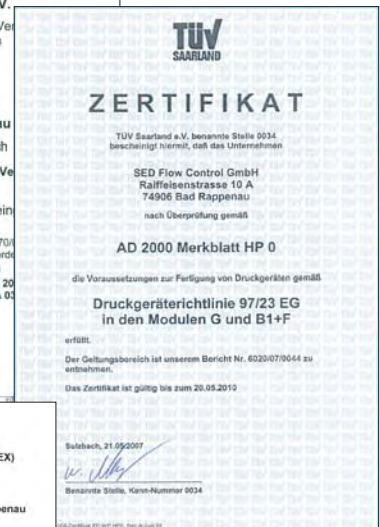 V.
TÜV
SAARLAND
ZERTIFIKAT
TÜV Saarland e.V. benannte Stelle 0034
bescheinigt hiermit, daß das Unternehmen
SED Flow Control GmbH
Raiffeisenstrasse 10 A
74906 Bad Rappenau
nach Überprüfung gemäß
AD 2000 Merkblatt HP 0
die Voraussetzungen zur Fertigung von Druckgeräten gemäß
Druckgeräterichtlinie 97/23 EG
in den Modulen G und B1+F
erfüllt.
Der Geltungsbereich ist unserem Bericht Nr. 6020/07/0044 zu
entnehmen.
Das Zertifikat ist gültig bis zum 20.05.2010
Sulzbach, 21.05.2007
Benannte Stelle, Kenn-Nummer 0034
EX)
penau